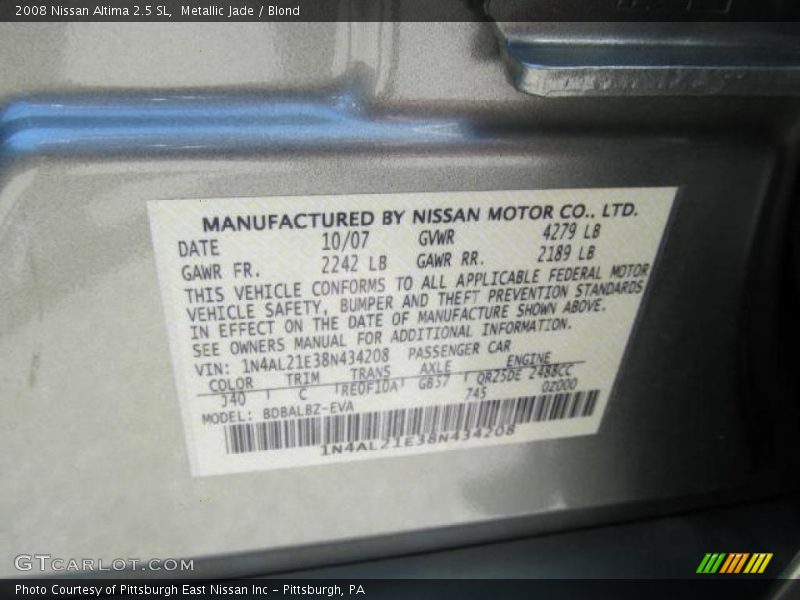 2008 Nissan Altima 2.5 SL,  Metallic Jade / Blond
MANUFACTURED BY NISSAN MOTOR CO., LTD.
DATE 10/07 GVWR 4279 LB
GAWR FR. 2242 LB GAWR RR. 2189 LB
THIS VEHICLE CONFORMS TO ALL APPLICABLE FEDERAL MOTOR
VEHICLE SAFETY, BUMPER AND THEFT PREVENTION STANDARDS
IN EFFECT ON THE DATE OF MANUFACTURE SHOWN ABOVE.
SEE OWNERS MANUAL FOR ADDITIONAL INFORMATION.
VIN: 1N4AL21E38N434208 PASSENGER CAR
COLOR TRIM TRANS AXLE ENGINE
J40 C RE0F10A GB57 QR25DE 2488CC
MODEL: BDBALBZ-EVA 745 0Z000
1N4AL21E38N434208
GTCARLOT.COM
Photo Courtesy of Pittsburgh East Nissan Inc - Pittsburgh, PA